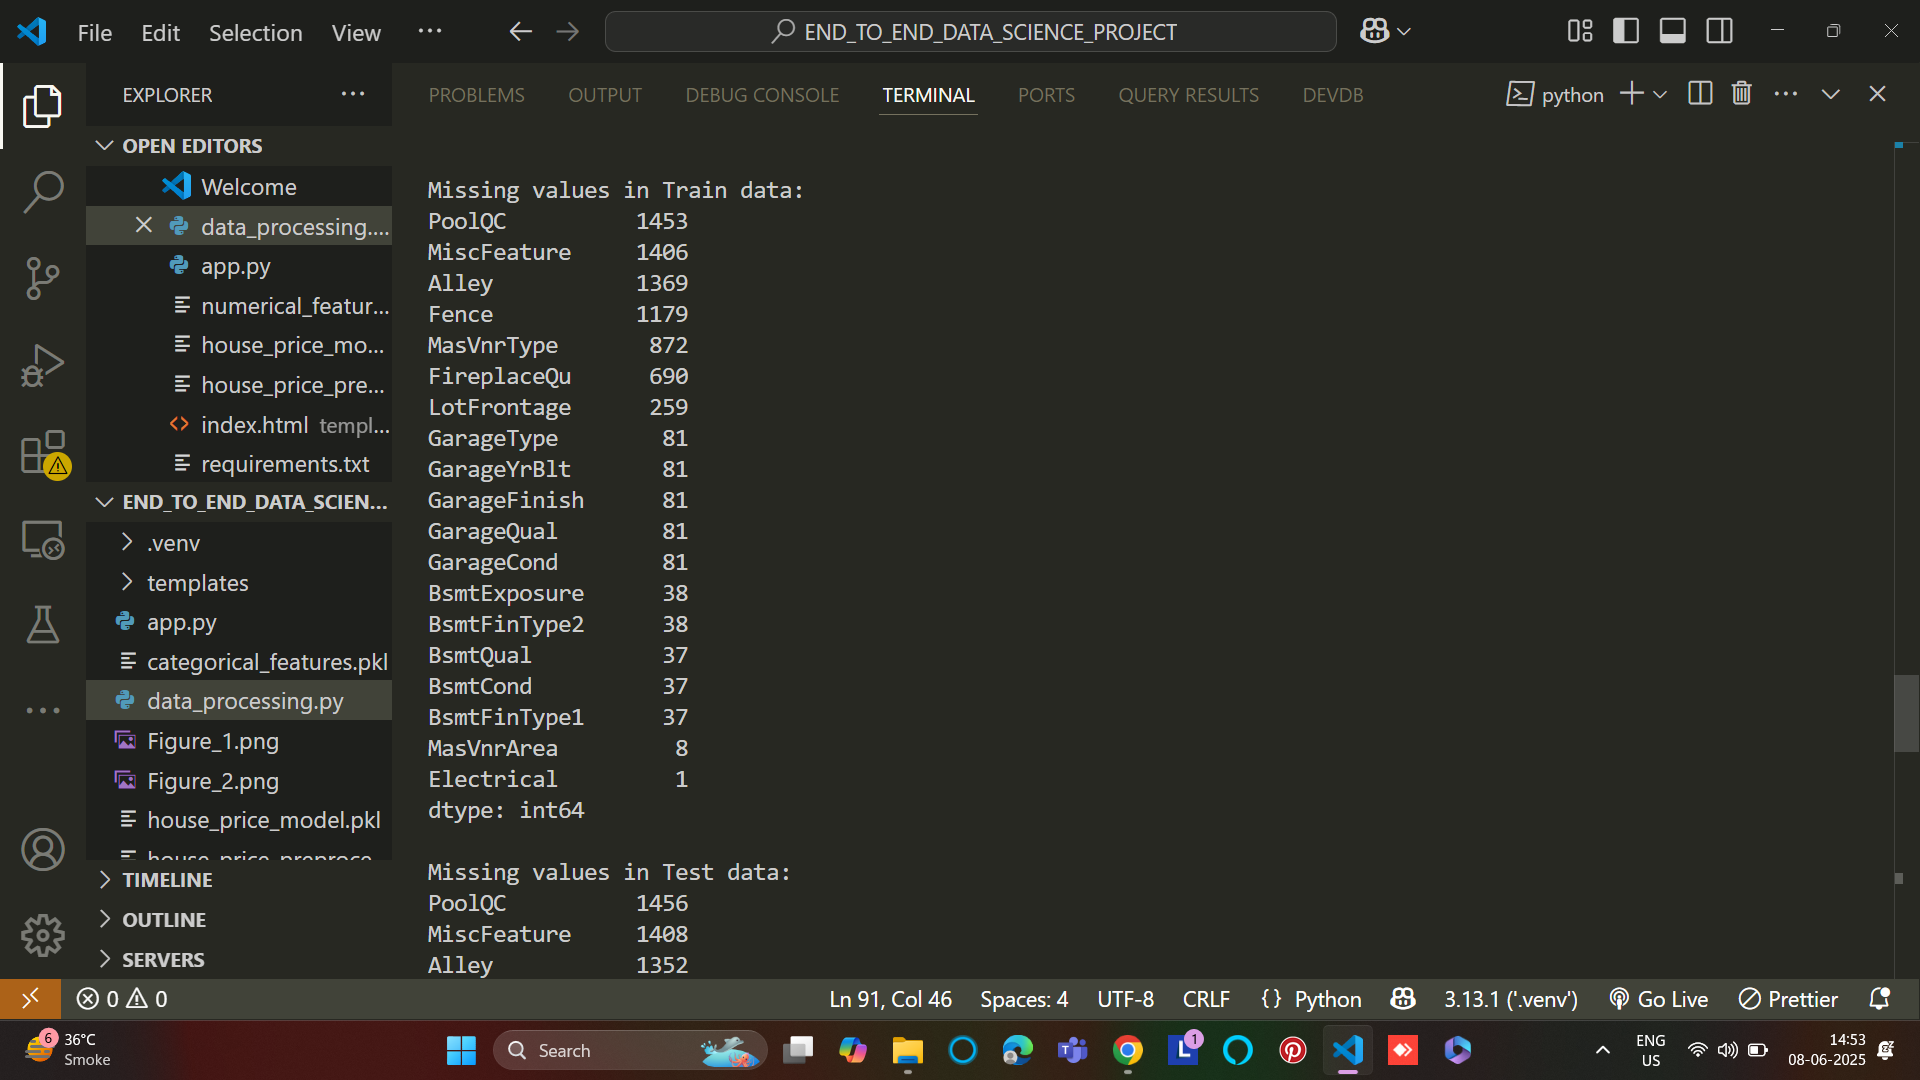 File Edit Selection View ···
END_TO_END_DATA_SCIENCE_PROJECT
EXPLORER ···
PROBLEMS OUTPUT DEBUG CONSOLE TERMINAL PORTS QUERY RESULTS DEVDB
python
OPEN EDITORS
Welcome
data_processing....
app.py
numerical_featur...
house_price_mo...
house_price_pre...
index.html templ...
requirements.txt
END_TO_END_DATA_SCIEN...
.venv
templates
app.py
categorical_features.pkl
data_processing.py
Figure_1.png
Figure_2.png
house_price_model.pkl
house_price_preproce
TIMELINE
OUTLINE
SERVERS
Missing values in Train data:
PoolQC 1453
MiscFeature 1406
Alley 1369
Fence 1179
MasVnrType 872
FireplaceQu 690
LotFrontage 259
GarageType 81
GarageYrBlt 81
GarageFinish 81
GarageQual 81
GarageCond 81
BsmtExposure 38
BsmtFinType2 38
BsmtQual 37
BsmtCond 37
BsmtFinType1 37
MasVnrArea 8
Electrical 1
dtype: int64
Missing values in Test data:
PoolQC 1456
MiscFeature 1408
Alley 1352
0 0 Ln 91, Col 46 Spaces: 4 UTF-8 CRLF {} Python 3.13.1 ('.venv') Go Live Prettier
6 36°C
Smoke
Search
L 1
ENG
US
14:53
08-06-2025